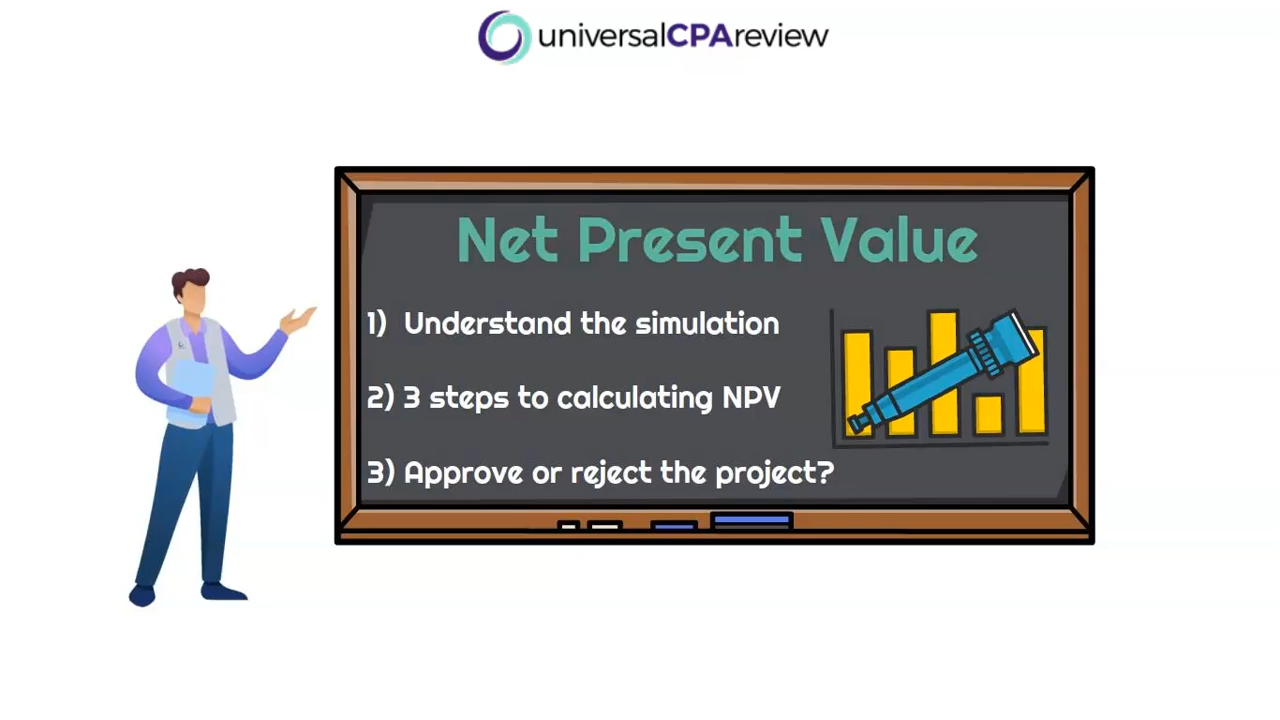 universalCPAreview
Net Present Value
1) Understand the simulation
2) 3 steps to calculating NPV
3) Approve or reject the project?